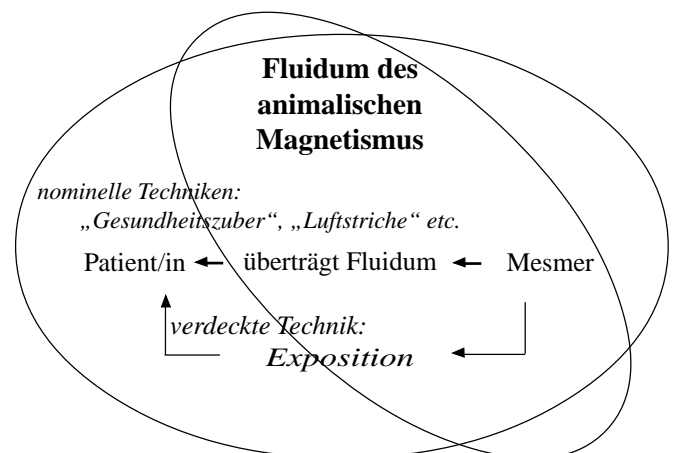 Fluidum des
animalischen
Magnetismus
nominelle Techniken:
„Gesundheitszuber“, „Luftstriche“ etc.
Patient/in überträgt Fluidum Mesmer
verdeckte Technik:
Exposition